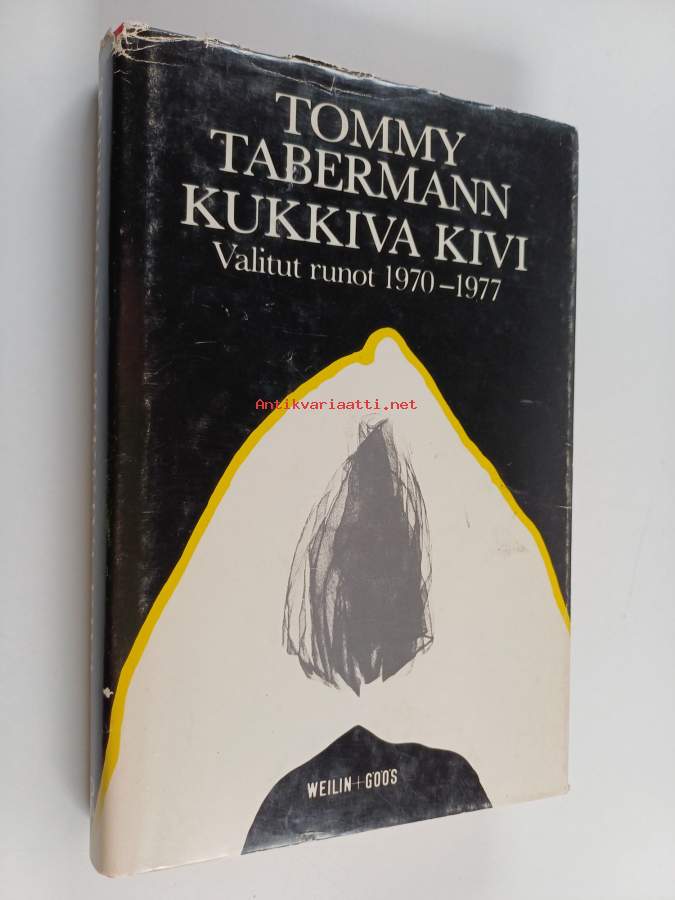 TOMMY
TABERMANN
KUKKIVA KIVI
Valitut runot 1970–1977
Antikvariaatti.net
WEILIN+GÖÖS